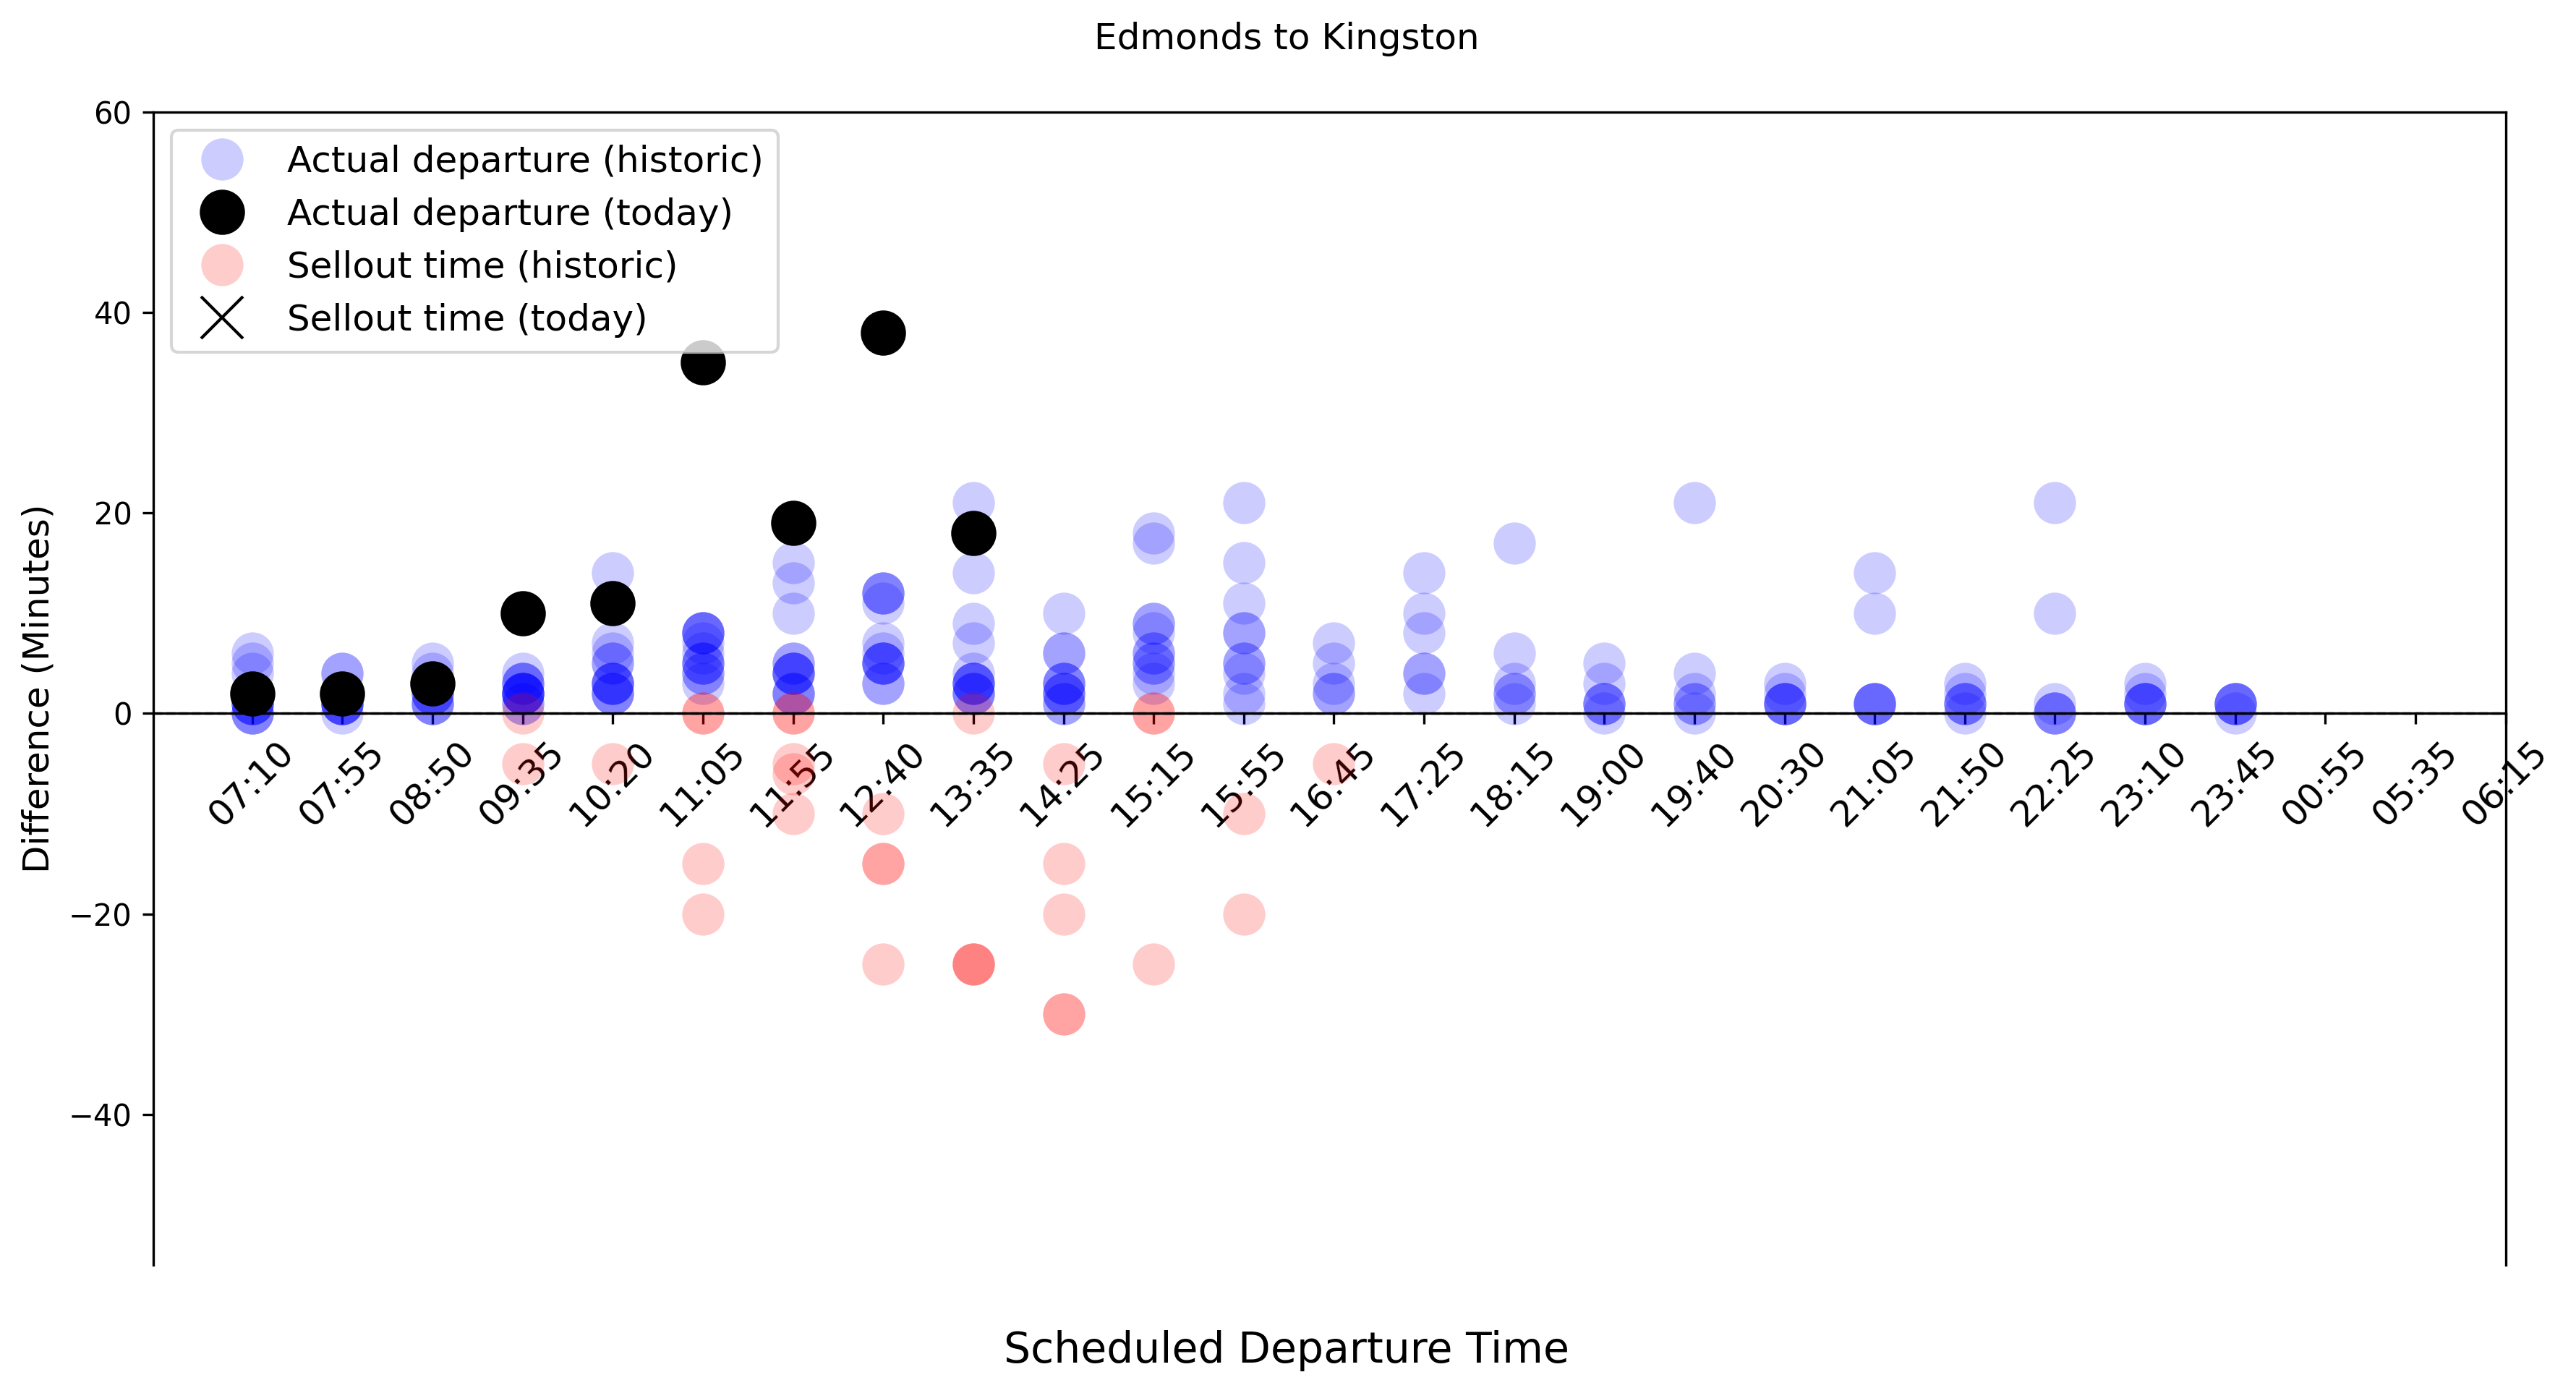 Edmonds to Kingston
60
Actual departure (historic)
Actual departure (today)
Sellout time (historic)
Sellout time (today)
40
20
0
−20
−40
Difference (Minutes)
07:10 07:55 08:50 09:35 10:20 11:05 11:55 12:40 13:35 14:25 15:15 15:55 16:45 17:25 18:15 19:00 19:40 20:30 21:05 21:50 22:25 23:10 23:45 00:55 05:35 06:15
Scheduled Departure Time